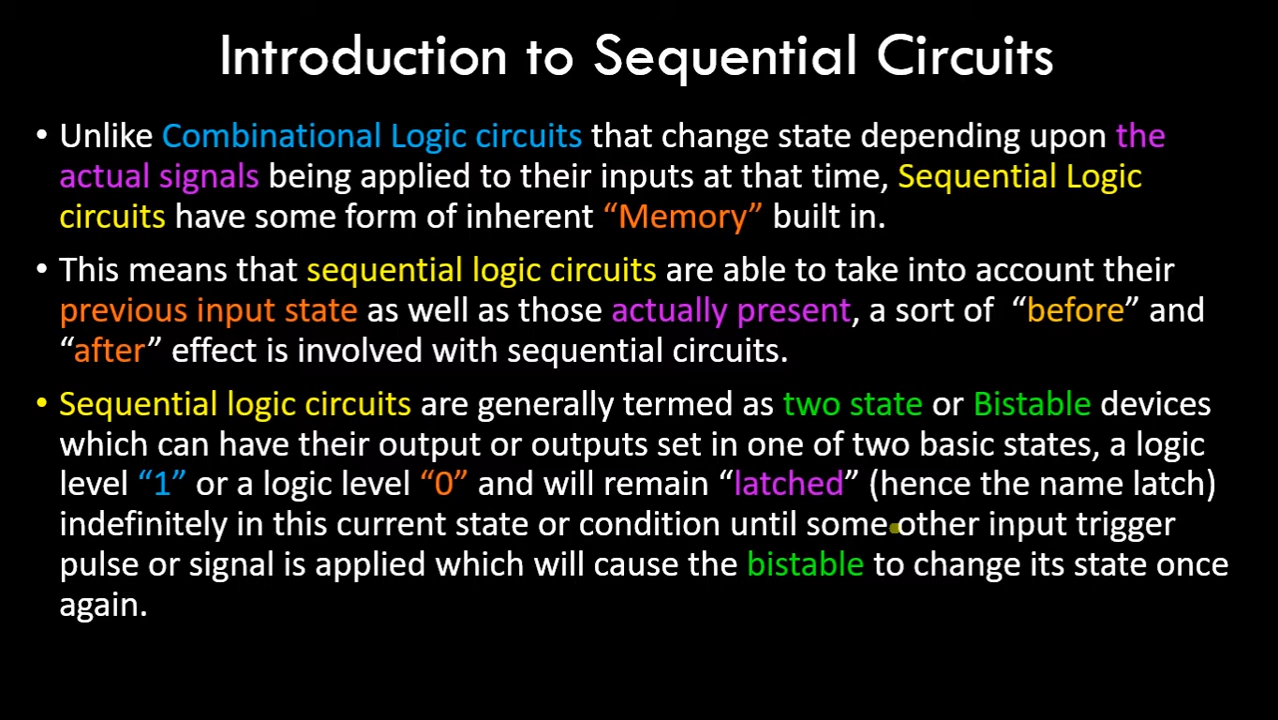 Introduction to Sequential Circuits
• Unlike Combinational Logic circuits that change state depending upon the
actual signals being applied to their inputs at that time, Sequential Logic
circuits have some form of inherent “Memory” built in.
• This means that sequential logic circuits are able to take into account their
previous input state as well as those actually present, a sort of “before” and
“after” effect is involved with sequential circuits.
• Sequential logic circuits are generally termed as two state or Bistable devices
which can have their output or outputs set in one of two basic states, a logic
level “1” or a logic level “0” and will remain “latched” (hence the name latch)
indefinitely in this current state or condition until some other input trigger
pulse or signal is applied which will cause the bistable to change its state once
again.